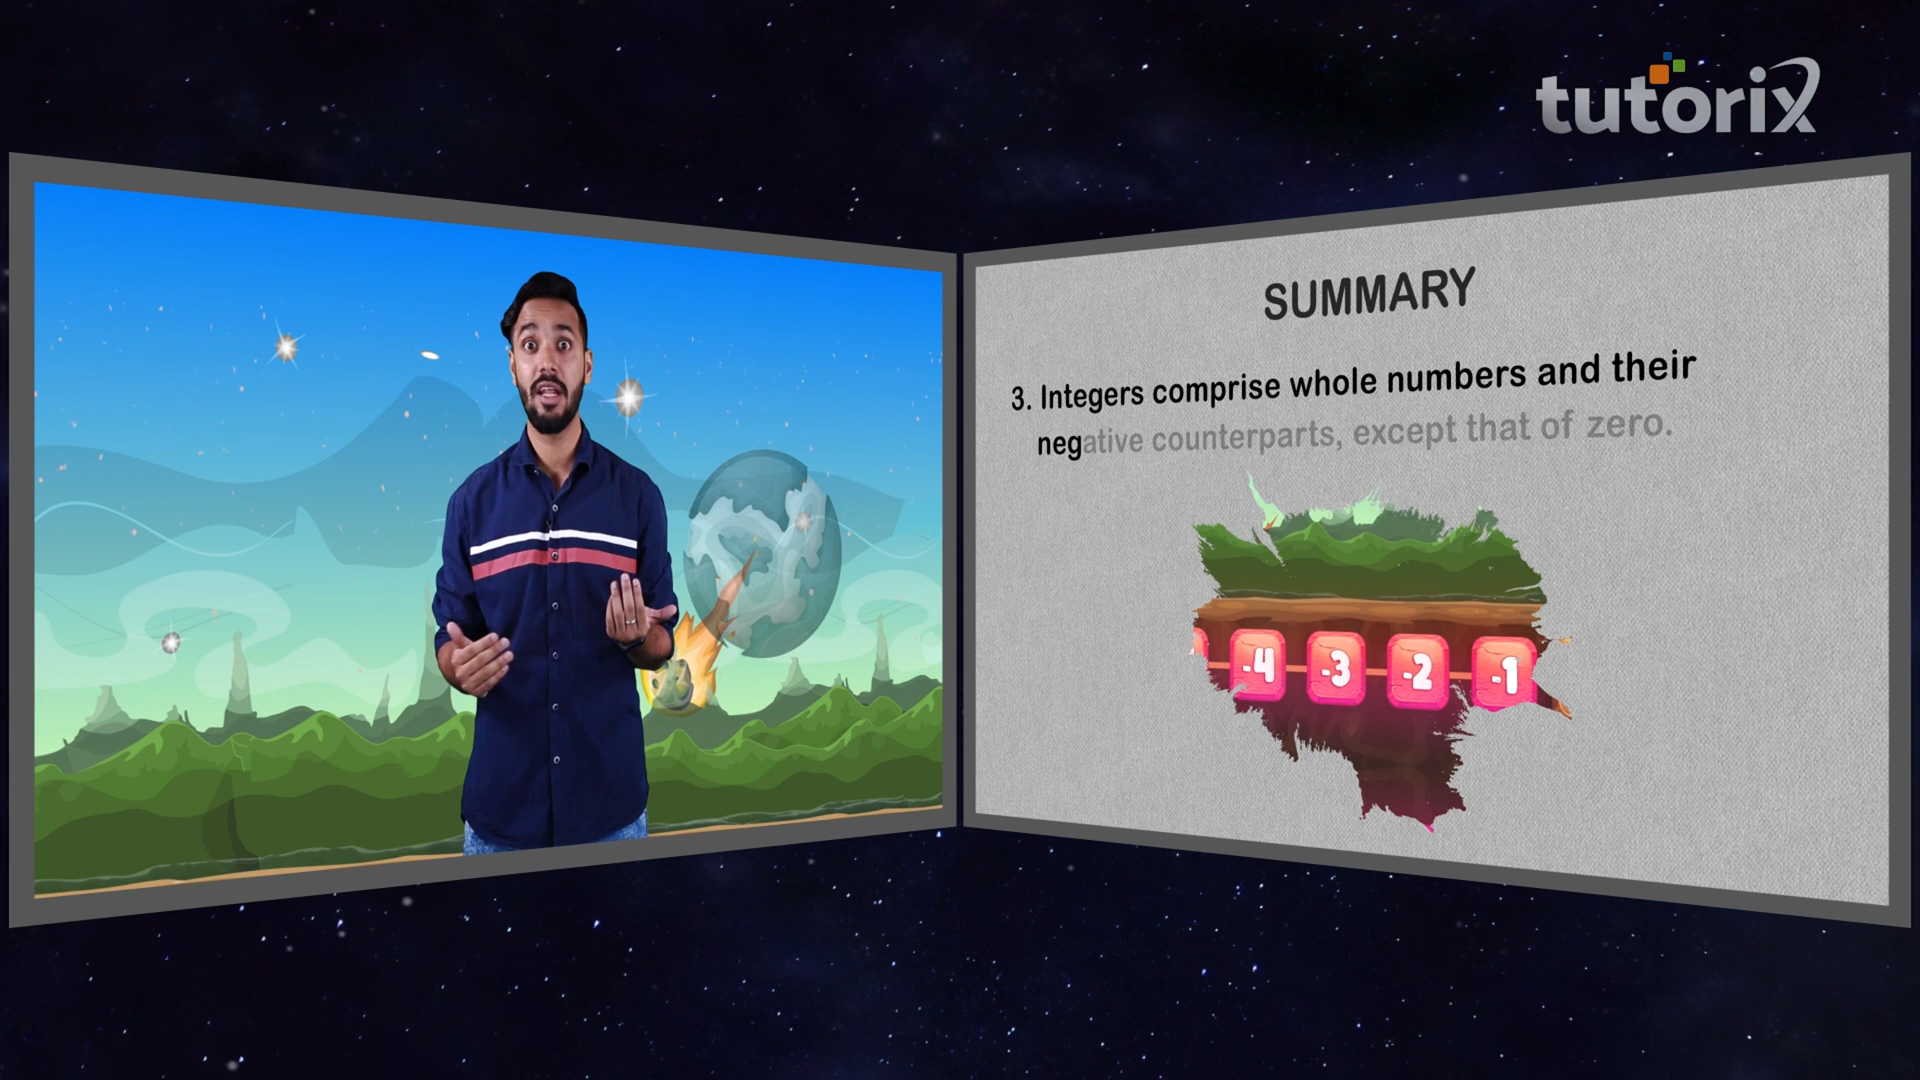 tutorix
SUMMARY
3. Integers comprise whole numbers and their
negative counterparts, except that of zero.
-4 -3 -2 -1